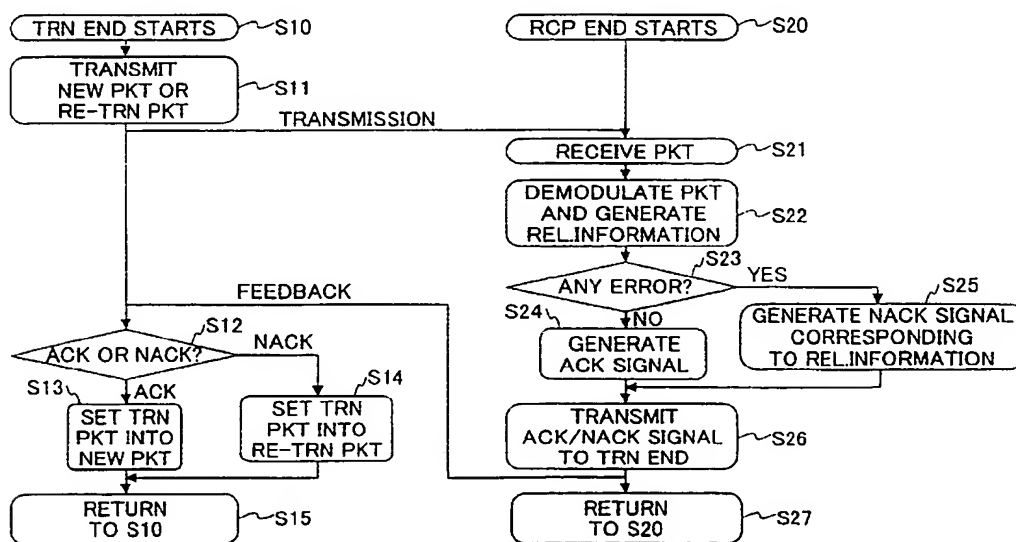 TRN END STARTS
S10
TRANSMIT
NEW PKT OR
RE-TRN PKT
S11
TRANSMISSION
RCP END STARTS
S20
RECEIVE PKT
S21
DEMODULATE PKT
AND GENERATE
REL.INFORMATION
S22
ANY ERROR?
S23
YES
NO
S24
GENERATE
ACK SIGNAL
S25
GENERATE NACK SIGNAL
CORRESPONDING
TO REL.INFORMATION
TRANSMIT
ACK/NACK SIGNAL
TO TRN END
S26
RETURN
TO S20
S27
FEEDBACK
ACK OR NACK?
S12
NACK
ACK
S13
SET TRN
PKT INTO
NEW PKT
S14
SET TRN
PKT INTO
RE-TRN PKT
RETURN
TO S10
S15